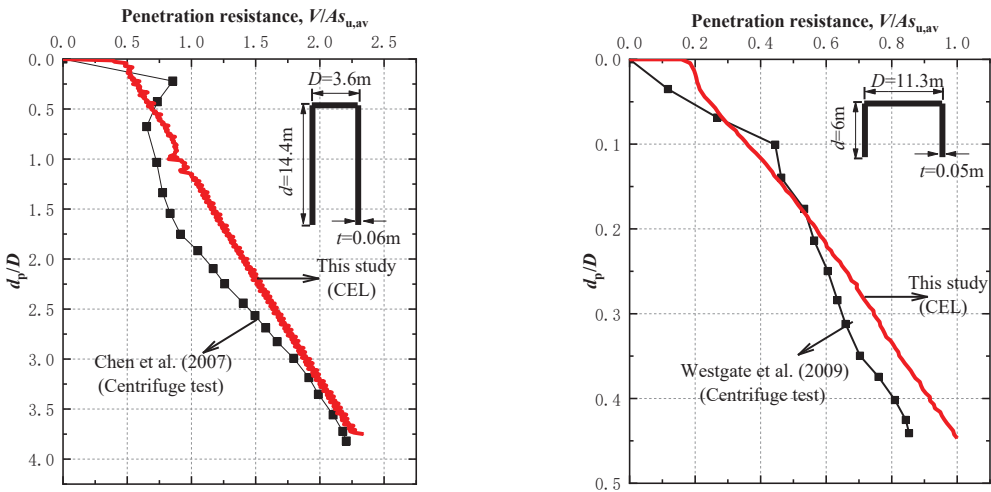 Penetration resistance, V/As_u,av
0.0 0.5 1.0 1.5 2.0 2.5
0.0
0.5
1.0
1.5
2.0
2.5
3.0
3.5
4.0
d_p/D
D=3.6m
d=14.4m
t=0.06m
This study
(CEL)
Chen et al. (2007)
(Centrifuge test)
Penetration resistance, V/As_u,av
0.0 0.2 0.4 0.6 0.8 1.0
0.0
0.1
0.2
0.3
0.4
0.5
d_p/D
D=11.3m
d=6m
t=0.05m
This study
(CEL)
Westgate et al. (2009)
(Centrifuge test)